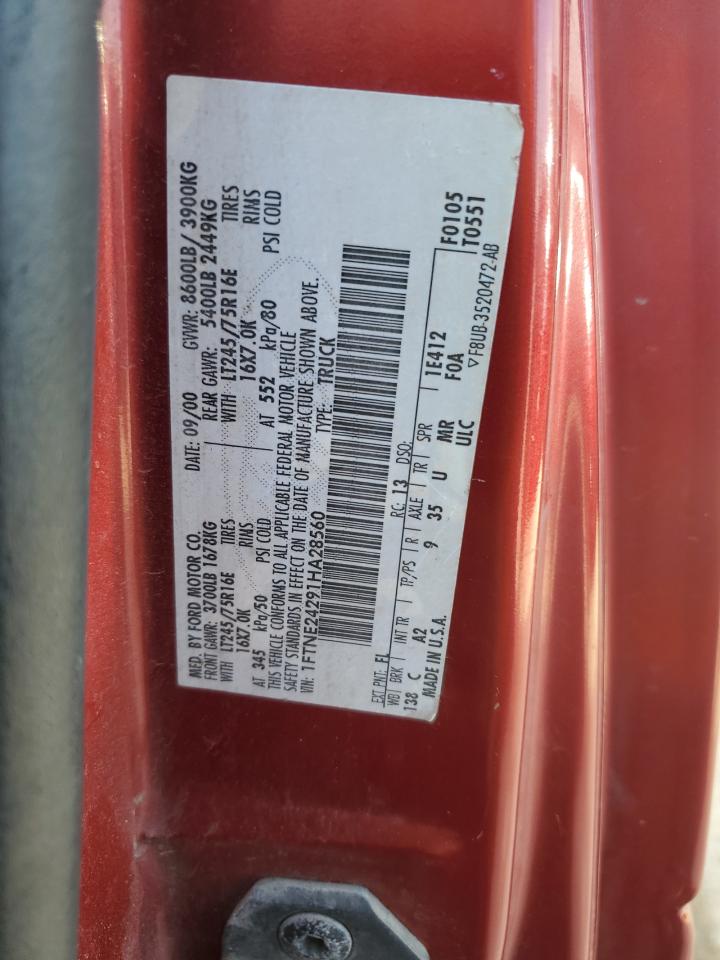 MFD. BY FORD MOTOR CO. DATE: 09/00 GVWR: 8600LB/ 3900KG
FRONT GAWR: 3700LB 1678KG REAR GAWR: 5400LB 2449KG
WITH LT245/75R16E TIRES WITH LT245/75R16E TIRES
16X7.0K RIMS 16X7.0K RIMS
AT 345 kPa/50 PSI COLD AT 552 kPa/80 PSI COLD
THIS VEHICLE CONFORMS TO ALL APPLICABLE FEDERAL MOTOR VEHICLE
SAFETY STANDARDS IN EFFECT ON THE DATE OF MANUFACTURE SHOWN ABOVE.
VIN: 1FTNE24291HA28560 TYPE: TRUCK
F0105
T0551
EXT PNT: FL RC: 13 DSO: 1E412
WB BRK INT TR TP/PS R AXLE TR SPR F0A
138 C A2 9 35 U MR
ULC
MADE IN U.S.A. ▽F8UB-3520472-AB